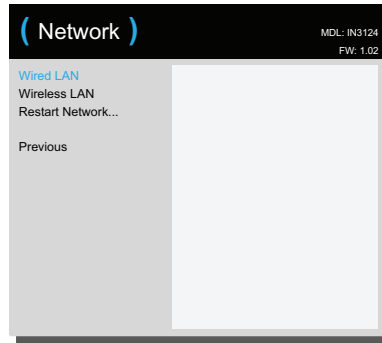 ( Network )
MDL: IN3124
FW: 1.02
Wired LAN
Wireless LAN
Restart Network...
Previous